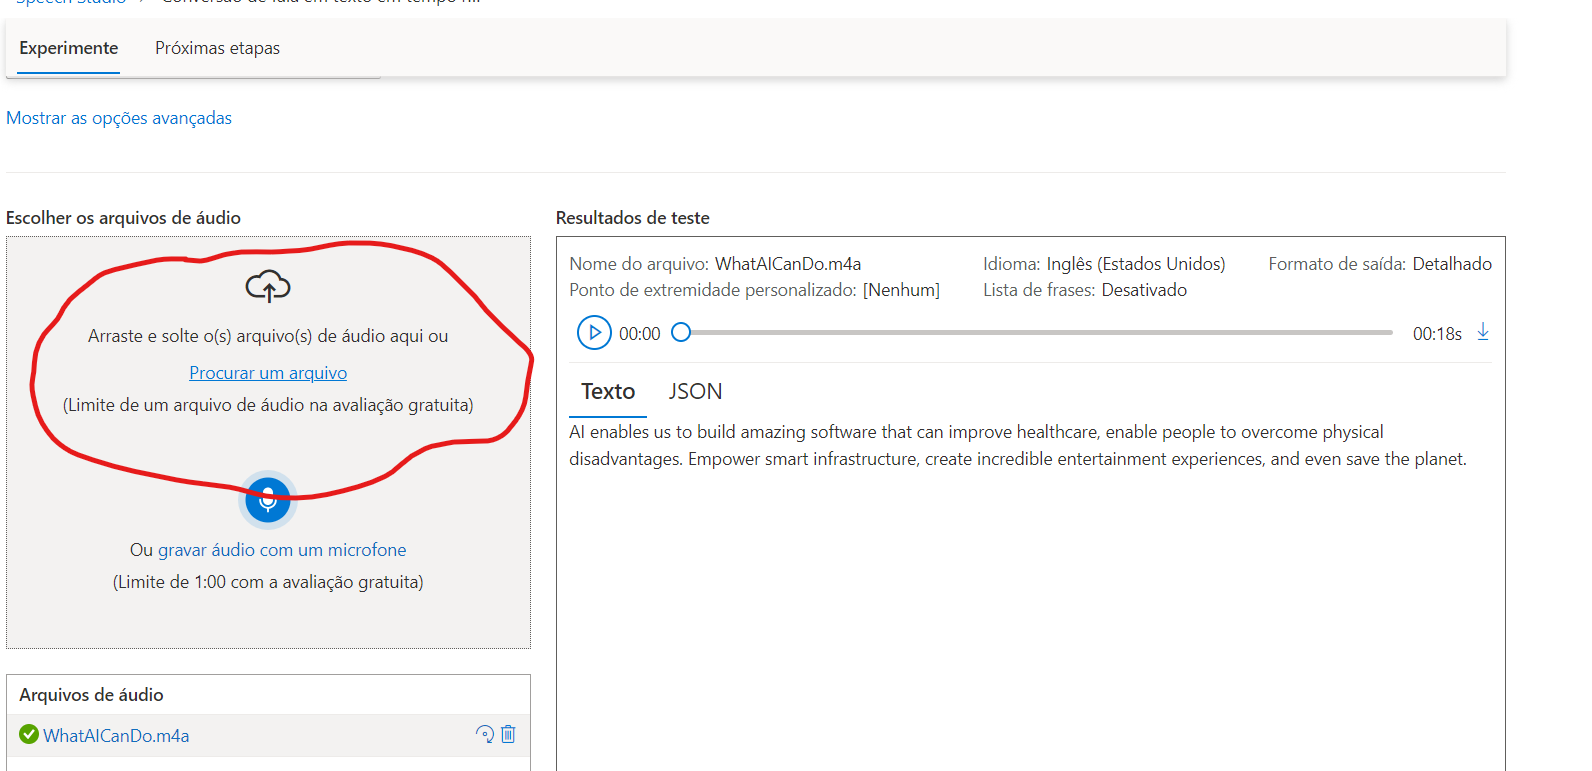 Speech Studio > Conversão de fala em texto em tempo r...
Experimente Próximas etapas
Mostrar as opções avançadas
Escolher os arquivos de áudio
Arraste e solte o(s) arquivo(s) de áudio aqui ou
Procurar um arquivo
(Limite de um arquivo de áudio na avaliação gratuita)
Ou gravar áudio com um microfone
(Limite de 1:00 com a avaliação gratuita)
Arquivos de áudio
WhatAICanDo.m4a
Resultados de teste
Nome do arquivo: WhatAICanDo.m4a Idioma: Inglês (Estados Unidos) Formato de saída: Detalhado
Ponto de extremidade personalizado: [Nenhum] Lista de frases: Desativado
00:00 00:18s
Texto JSON
AI enables us to build amazing software that can improve healthcare, enable people to overcome physical
disadvantages. Empower smart infrastructure, create incredible entertainment experiences, and even save the planet.